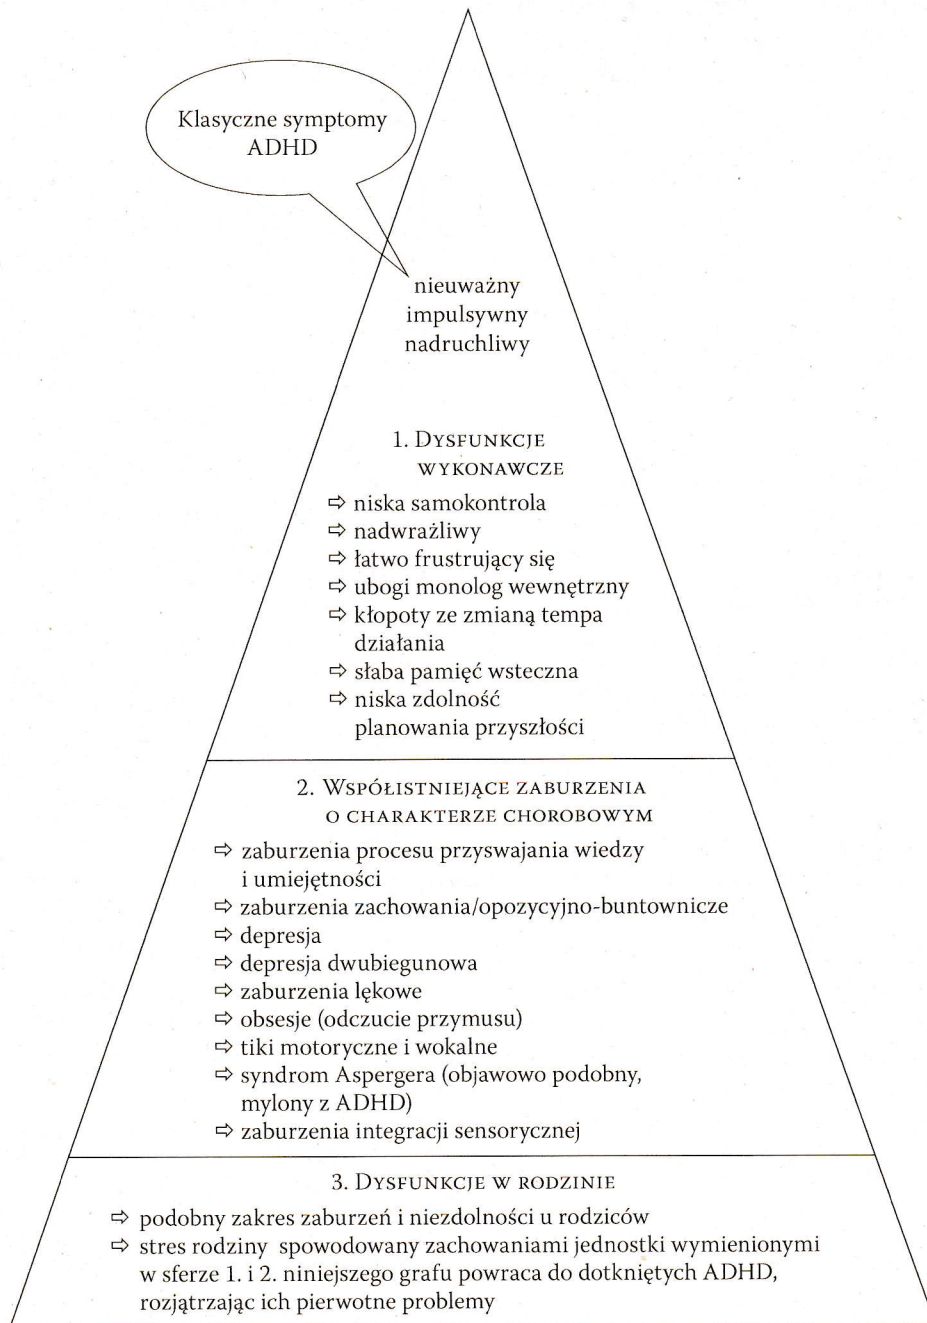 Klasyczne symptomy
ADHD
nieuważny
impulsywny
nadruchliwy
1. Dysfunkcje
wykonawcze
⇨ niska samokontrola
⇨ nadwrażliwy
⇨ łatwo frustrujący się
⇨ ubogi monolog wewnętrzny
⇨ kłopoty ze zmianą tempa
działania
⇨ słaba pamięć wsteczna
⇨ niska zdolność
planowania przyszłości
2. Współistniejące zaburzenia
o charakterze chorobowym
⇨ zaburzenia procesu przyswajania wiedzy
i umiejętności
⇨ zaburzenia zachowania/opozycyjno-buntownicze
⇨ depresja
⇨ depresja dwubiegunowa
⇨ zaburzenia lękowe
⇨ obsesje (odczucie przymusu)
⇨ tiki motoryczne i wokalne
⇨ syndrom Aspergera (objawowo podobny,
mylony z ADHD)
⇨ zaburzenia integracji sensorycznej
3. Dysfunkcje w rodzinie
⇨ podobny zakres zaburzeń i niezdolności u rodziców
⇨ stres rodziny spowodowany zachowaniami jednostki wymienionymi
w sferze 1. i 2. niniejszego grafu powraca do dotkniętych ADHD,
rozjątrzając ich pierwotne problemy